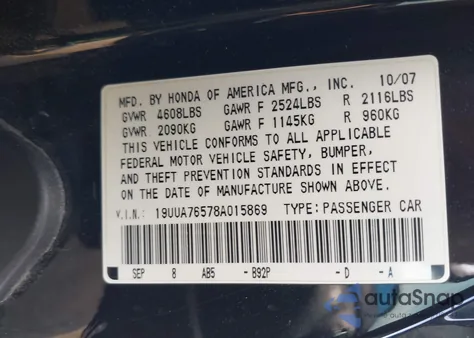 MFD. BY HONDA OF AMERICA MFG., INC. 10/07
GVWR 4608LBS GAWR F 2524LBS R 2116LBS
GVWR 2090KG GAWR F 1145KG R 960KG
THIS VEHICLE CONFORMS TO ALL APPLICABLE
FEDERAL MOTOR VEHICLE SAFETY, BUMPER,
AND THEFT PREVENTION STANDARDS IN EFFECT
ON THE DATE OF MANUFACTURE SHOWN ABOVE.
V.I.N.: 19UUA76578A015869 TYPE: PASSENGER CAR
SEP 8 AB5 -B92P -D -A
autaSnap